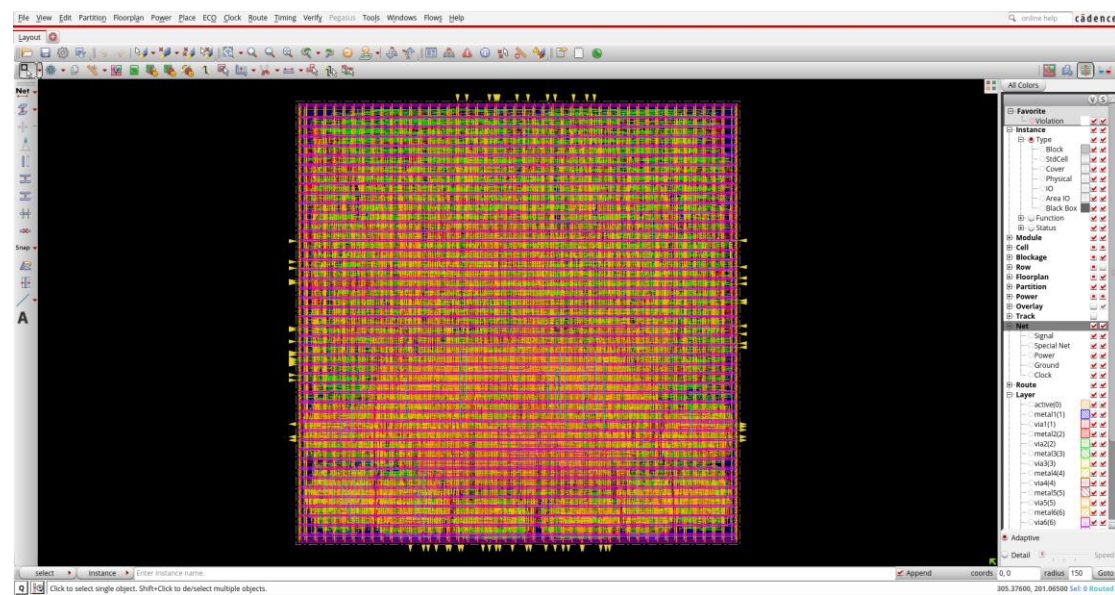 File View Edit Partition Floorplan Power Place ECO Clock Route Timing Verify Pegasus Tools Windows Flows Help
online help cādence
Layout
All Colors
Net
V S
Favorite
Violation
Instance
Type
Block
StdCell
Cover
Physical
IO
Area IO
Black Box
Function
Status
Module
Cell
Blockage
Row
Floorplan
Partition
Power
Overlay
Track
Net
Signal
Special Net
Power
Ground
Clock
Route
Layer
active(0)
metal1(1)
via1(1)
metal2(2)
via2(2)
metal3(3)
via3(3)
metal4(4)
via4(4)
metal5(5)
via5(5)
metal6(6)
via6(6)
Snap
A
Adaptive
Detail Speed
select Instance Enter Instance name. Append coords 0, 0 radius 150 Goto
Q Click to select single object. Shift+Click to de/select multiple objects. 305.37600, 201.06500 Sel: 0 Routed